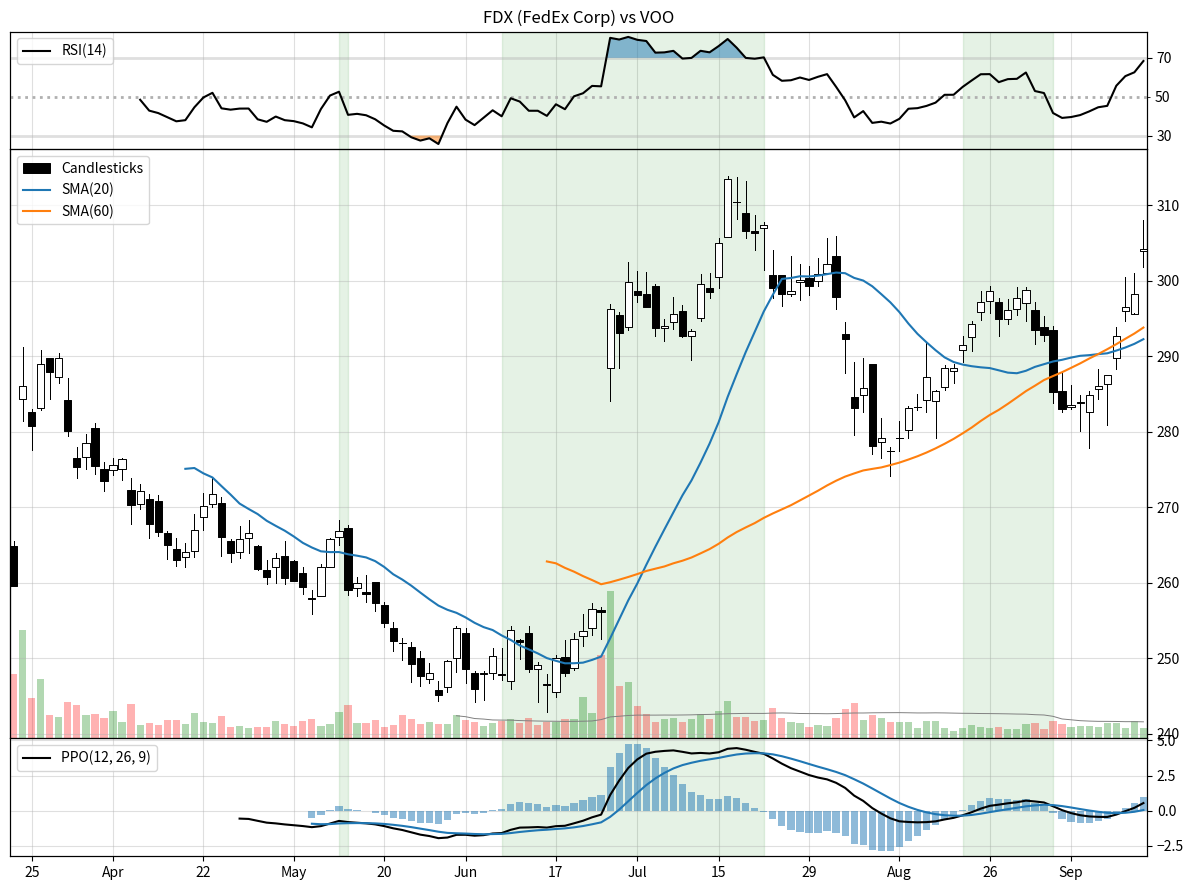 FDX (FedEx Corp) vs VOO
RSI(14)
70
50
30
Candlesticks
SMA(20)
SMA(60)
310
300
290
280
270
260
250
240
PPO(12, 26, 9)
5.0
2.5
0.0
−2.5
25 Apr 22 May 20 Jun 17 Jul 15 29 Aug 26 Sep